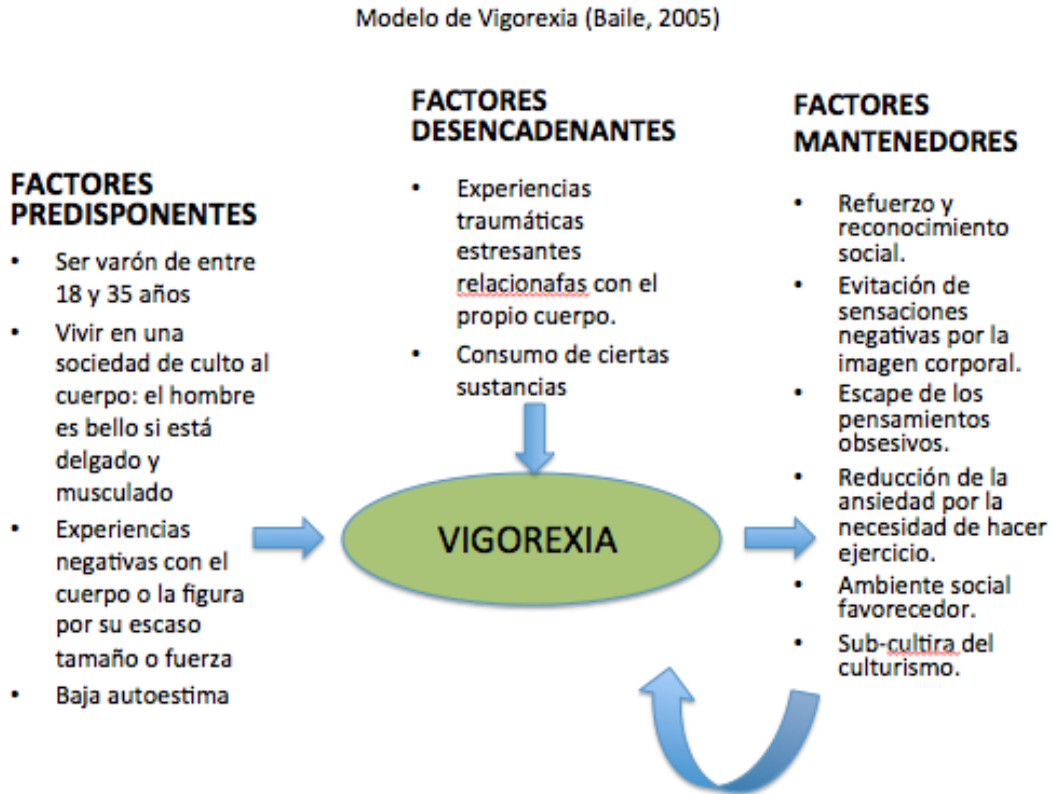 Modelo de Vigorexia (Baile, 2005)
FACTORES
PREDISPONENTES
• Ser varón de entre
18 y 35 años
• Vivir en una
sociedad de culto al
cuerpo: el hombre
es bello si está
delgado y
musculado
• Experiencias
negativas con el
cuerpo o la figura
por su escaso
tamaño o fuerza
• Baja autoestima
FACTORES
DESENCADENANTES
• Experiencias
traumáticas
estresantes
relacionafas con el
propio cuerpo.
• Consumo de ciertas
sustancias
VIGOREXIA
FACTORES
MANTENEDORES
• Refuerzo y
reconocimiento
social.
• Evitación de
sensaciones
negativas por la
imagen corporal.
• Escape de los
pensamientos
obsesivos.
• Reducción de la
ansiedad por la
necesidad de hacer
ejercicio.
• Ambiente social
favorecedor.
• Sub-cultira del
culturismo.